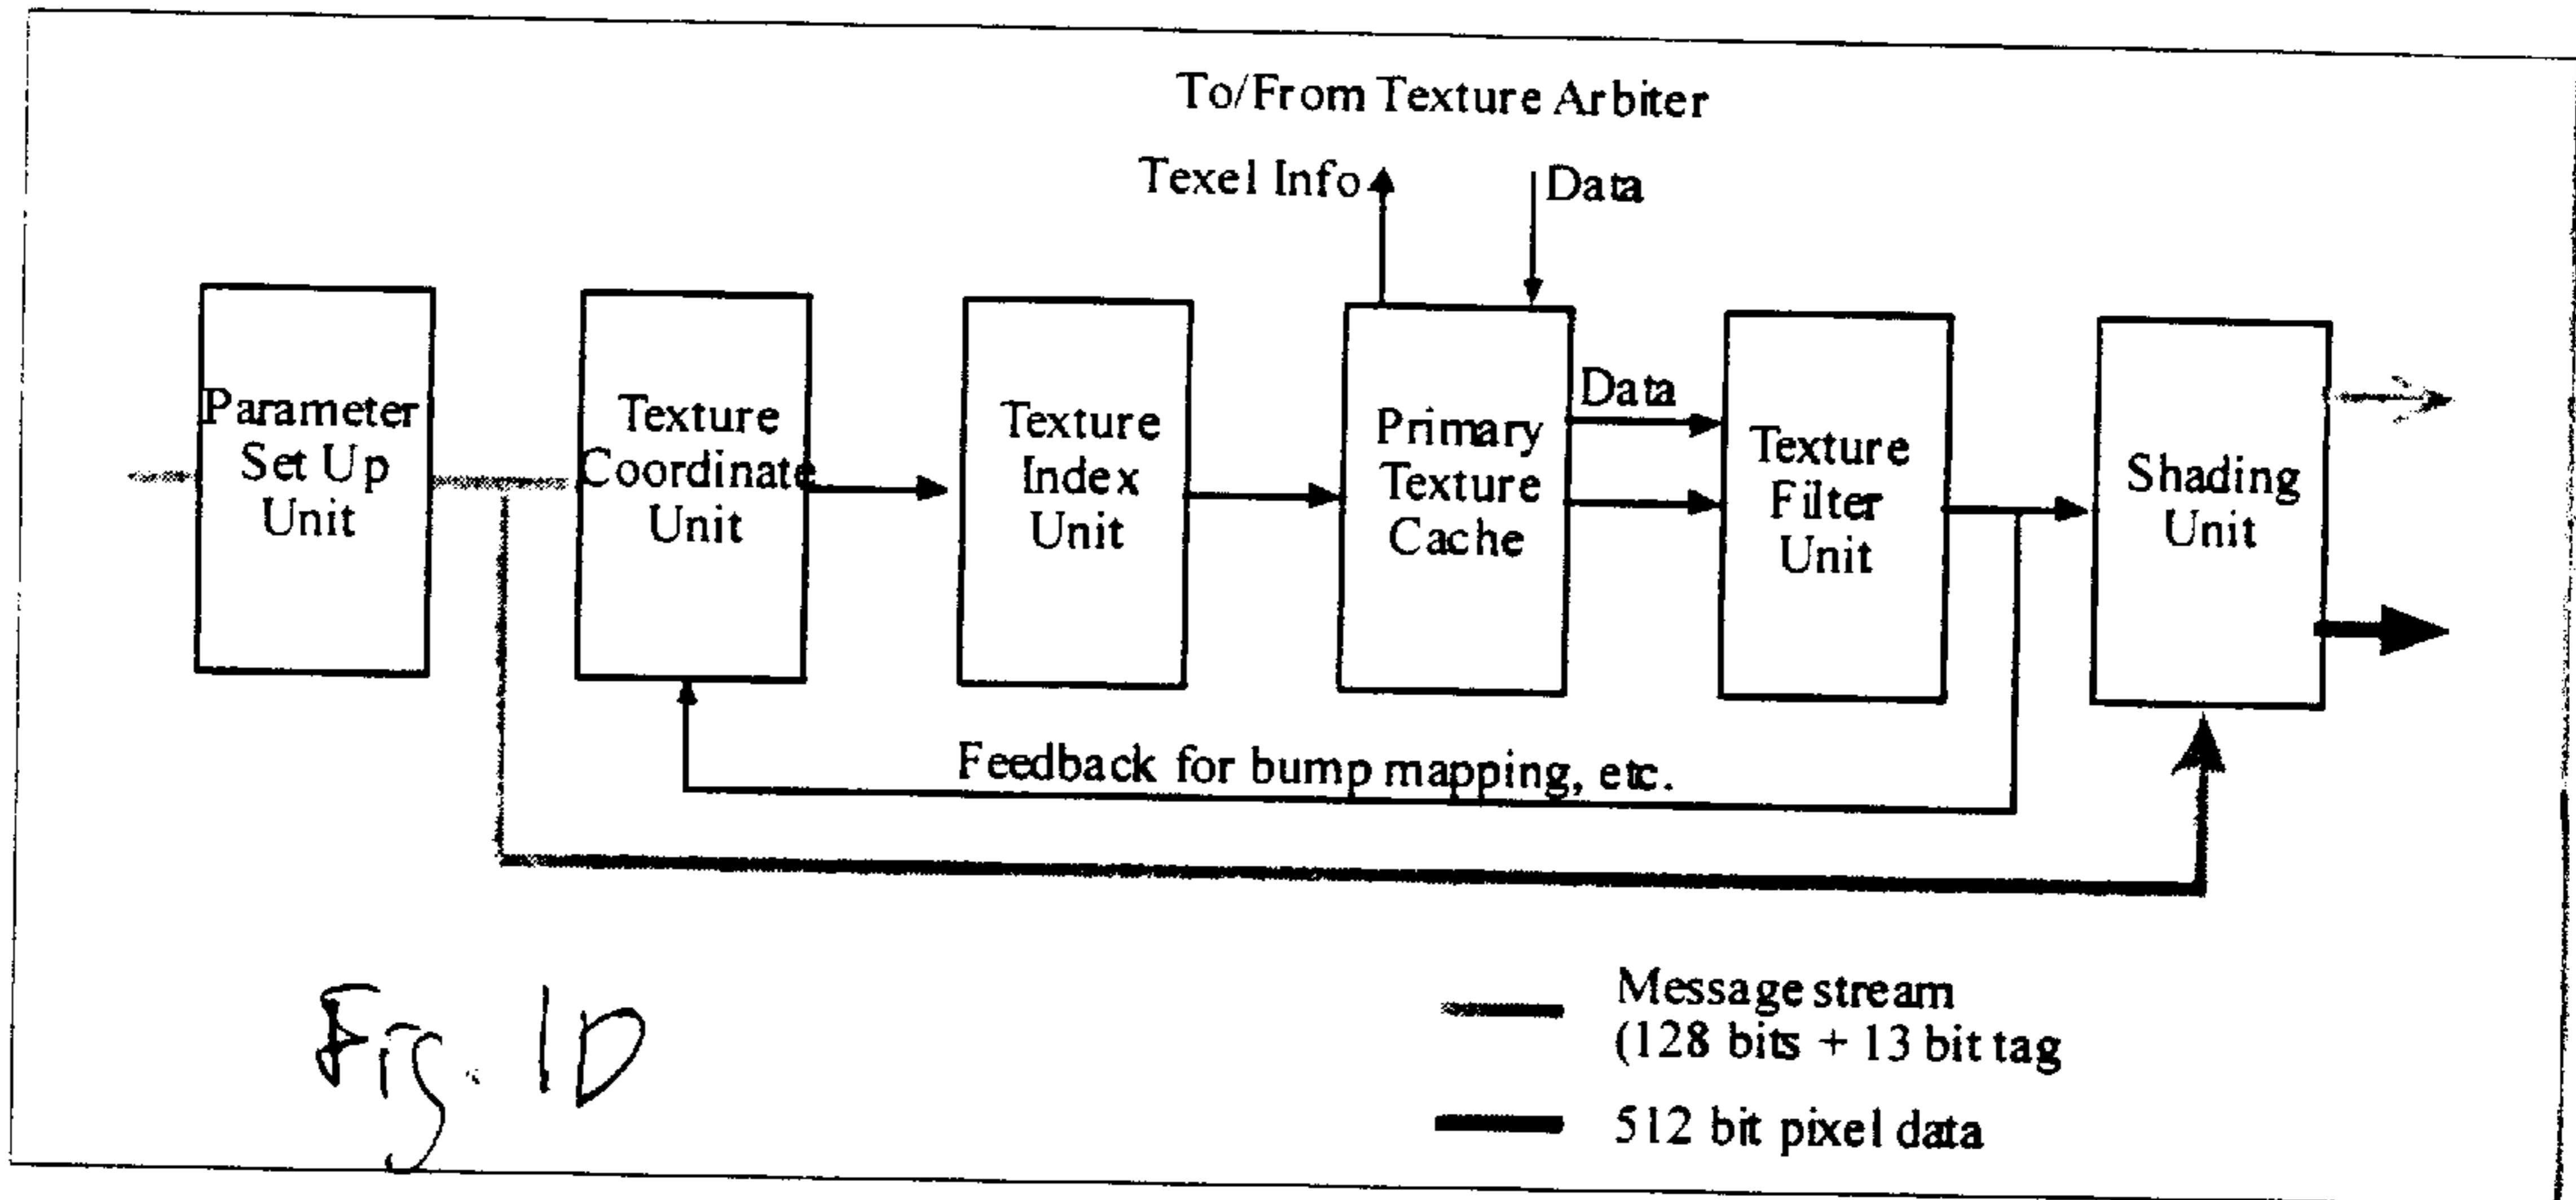 To/From Texture Arbiter
Texel Info
Data
Parameter
Set Up
Unit
Texture
Coordinate
Unit
Texture
Index
Unit
Primary
Texture
Cache
Data
Texture
Filter
Unit
Shading
Unit
Feedback for bump mapping, etc.
Message stream
(128 bits + 13 bit tag
512 bit pixel data
Fig. 1D